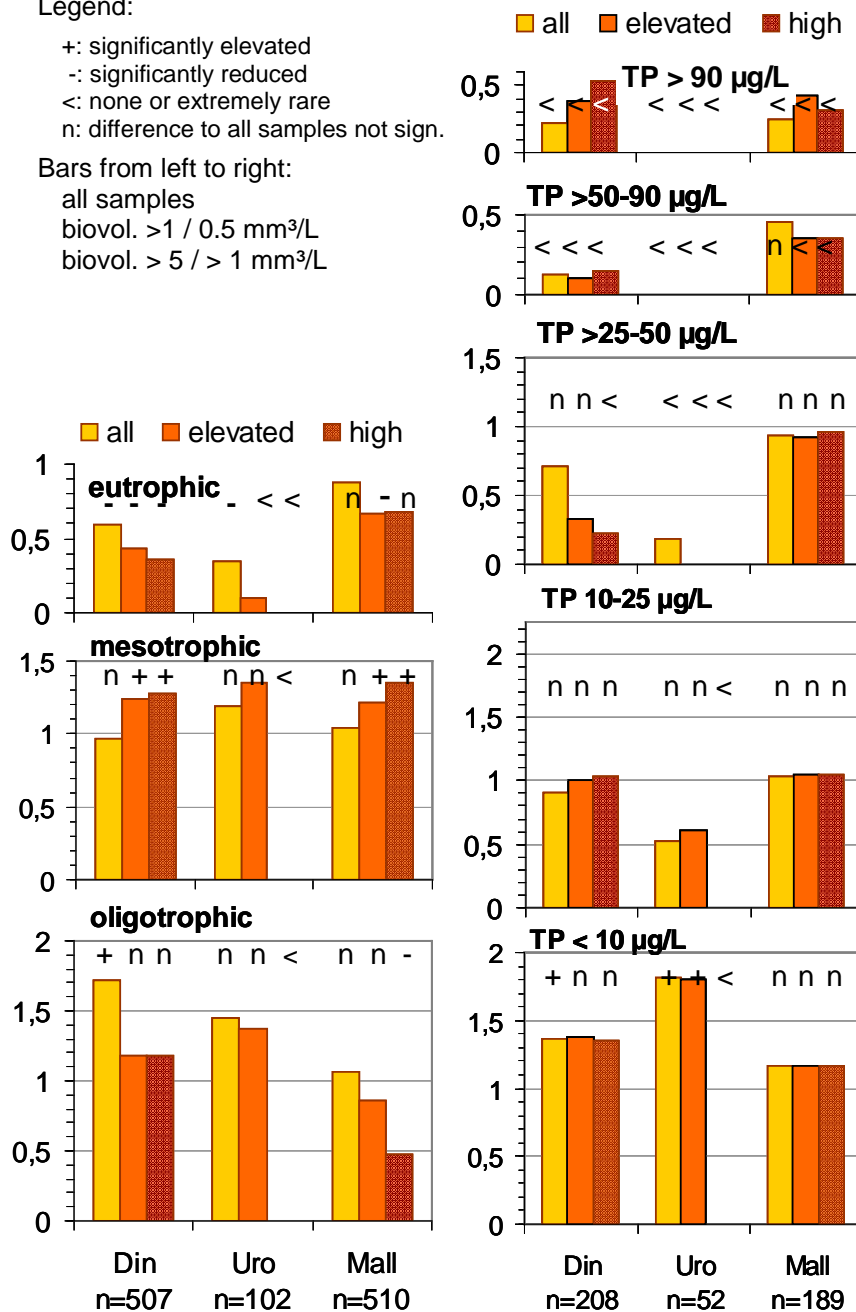 Legend:
+: significantly elevated
-: significantly reduced
<: none or extremely rare
n: difference to all samples not sign.
Bars from left to right:
all samples
biovol. >1 / 0.5 mm³/L
biovol. > 5 / > 1 mm³/L
all elevated high
eutrophic
1
0,5
0
- - - - < < n - n
mesotrophic
1,5
1
0,5
0
n + + n n < n + +
oligotrophic
2
1,5
1
0,5
0
+ n n n n < n n -
Din Uro Mall
n=507 n=102 n=510
all elevated high
TP > 90 µg/L
0,5
0
< < < < < < < < <
TP >50-90 µg/L
0,5
0
< < < < < < n < <
TP >25-50 µg/L
1,5
1
0,5
0
n n < < < < n n n
TP 10-25 µg/L
2
1,5
1
0,5
0
n n n n n < n n n
TP < 10 µg/L
2
1,5
1
0,5
0
+ n n + + < n n n
Din Uro Mall
n=208 n=52 n=189